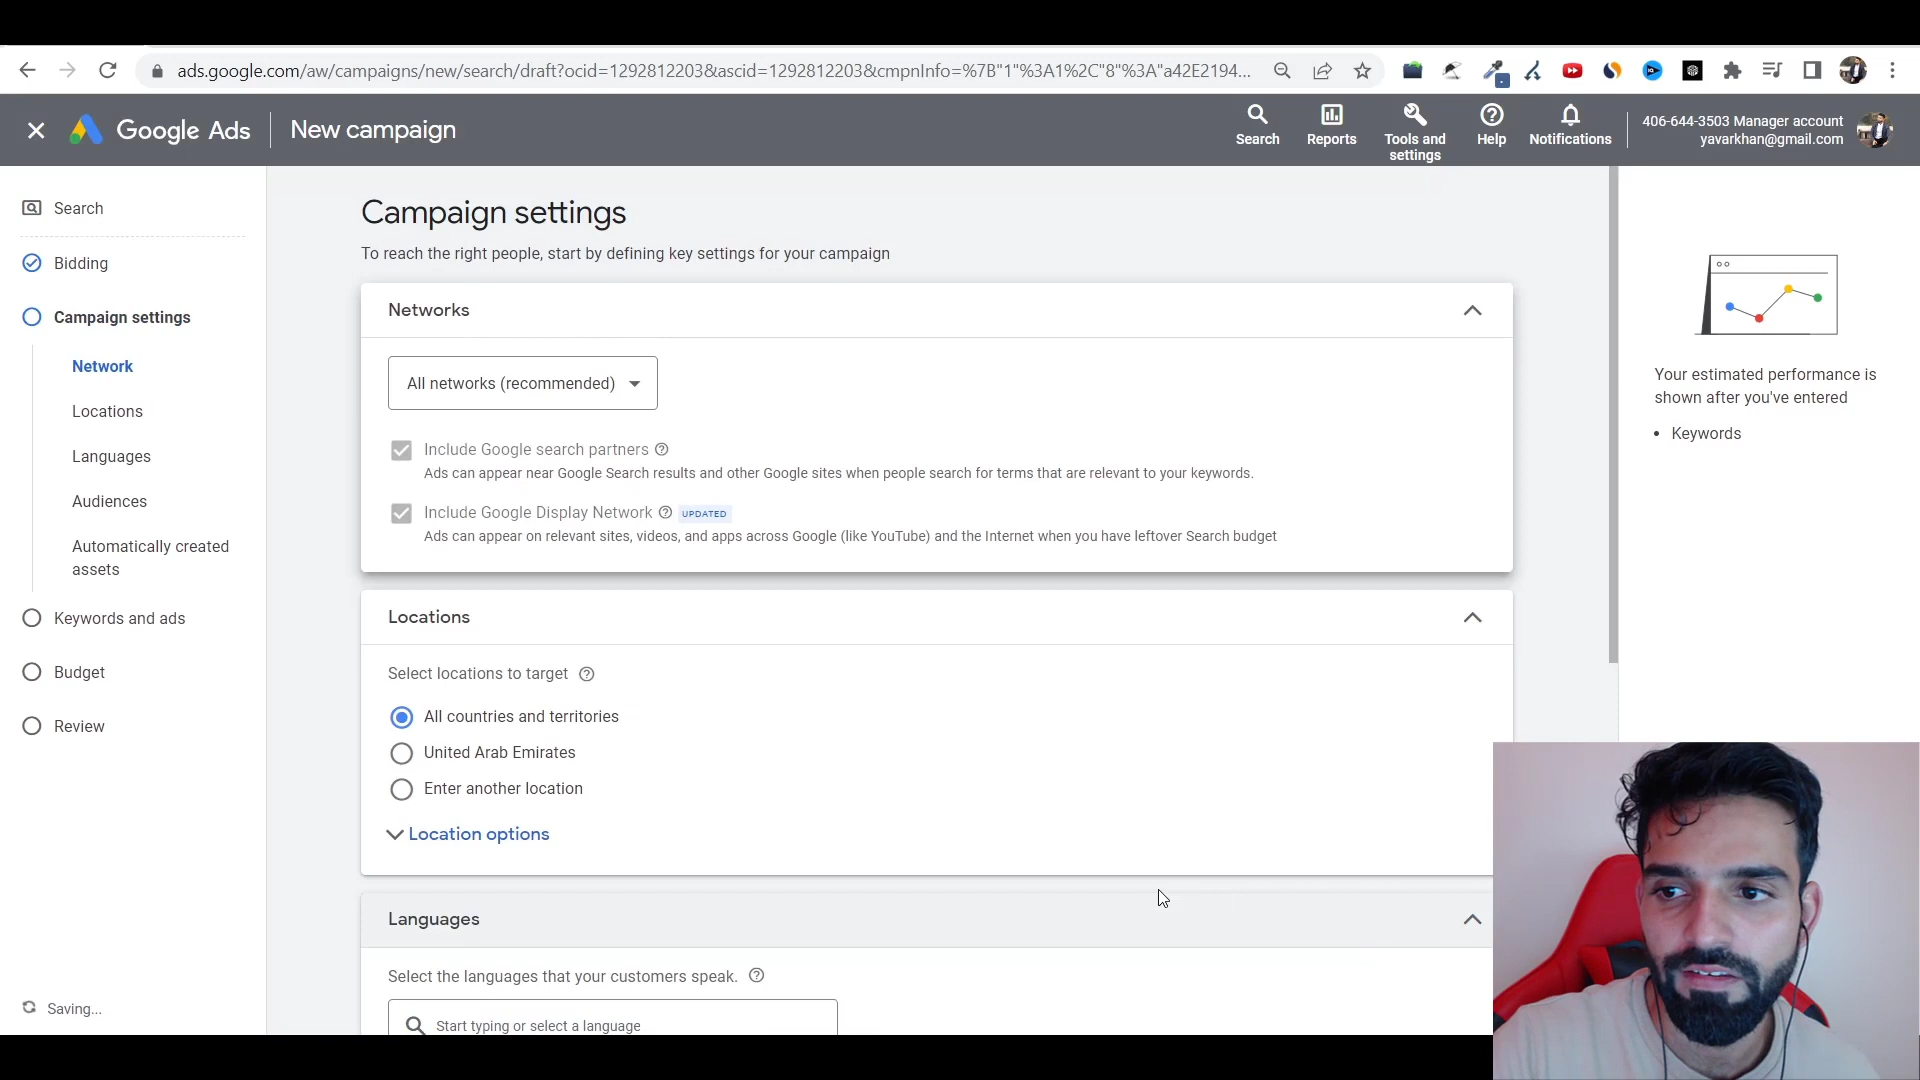 ads.google.com/aw/campaigns/new/search/draft?ocid=1292812203&ascid=1292812203&cmpnInfo=%7B"1"%3A1%2C"8"%3A"a42E2194...
Google Ads
New campaign
Search
Reports
Tools and
settings
Help
Notifications
406-644-3503 Manager account
yavarkhan@gmail.com
Search
Bidding
Campaign settings
Network
Locations
Languages
Audiences
Automatically created
assets
Keywords and ads
Budget
Review
Saving...
Campaign settings
To reach the right people, start by defining key settings for your campaign
Networks
All networks (recommended)
Include Google search partners
Ads can appear near Google Search results and other Google sites when people search for terms that are relevant to your keywords.
Include Google Display Network UPDATED
Ads can appear on relevant sites, videos, and apps across Google (like YouTube) and the Internet when you have leftover Search budget
Locations
Select locations to target
All countries and territories
United Arab Emirates
Enter another location
Location options
Languages
Select the languages that your customers speak.
Start typing or select a language
Your estimated performance is
shown after you've entered
• Keywords